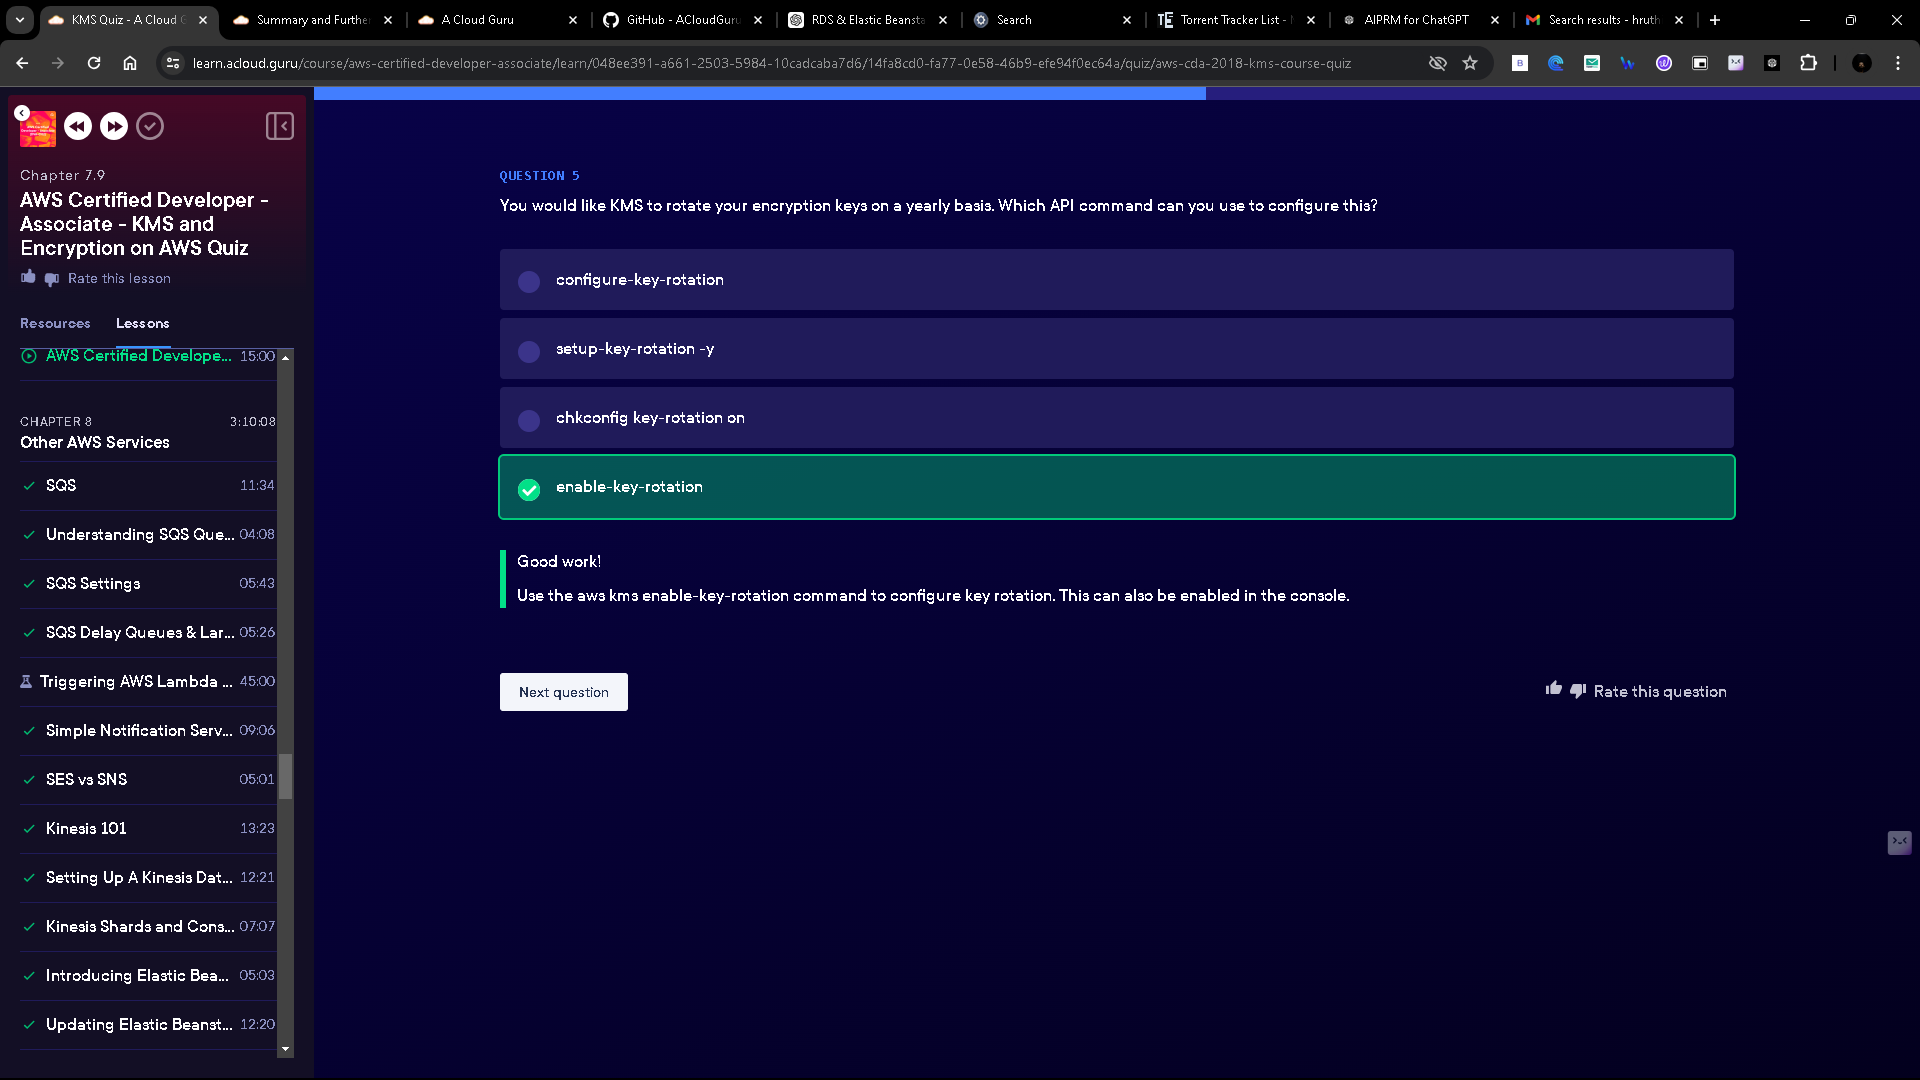 KMS Quiz - A Cloud G
Summary and Further
A Cloud Guru
GitHub - ACloudGuru
RDS & Elastic Beansta
Search
Torrent Tracker List -
AIPRM for ChatGPT
Search results - hruth
learn.acloud.guru/course/aws-certified-developer-associate/learn/048ee391-a661-2503-5984-10cadcaba7d6/14fa8cd0-fa77-0e58-46b9-efe94f0ec64a/quiz/aws-cda-2018-kms-course-quiz
Chapter 7.9
AWS Certified Developer -
Associate - KMS and
Encryption on AWS Quiz
Rate this lesson
Resources
Lessons
AWS Certified Develope... 15:00
CHAPTER 8 3:10:08
Other AWS Services
SQS 11:34
Understanding SQS Que... 04:08
SQS Settings 05:43
SQS Delay Queues & Lar... 05:26
Triggering AWS Lambda ... 45:00
Simple Notification Serv... 09:06
SES vs SNS 05:01
Kinesis 101 13:23
Setting Up A Kinesis Dat... 12:21
Kinesis Shards and Cons... 07:07
Introducing Elastic Bea... 05:03
Updating Elastic Beanst... 12:20
QUESTION 5
You would like KMS to rotate your encryption keys on a yearly basis. Which API command can you use to configure this?
configure-key-rotation
setup-key-rotation -y
chkconfig key-rotation on
enable-key-rotation
Good work!
Use the aws kms enable-key-rotation command to configure key rotation. This can also be enabled in the console.
Next question
Rate this question